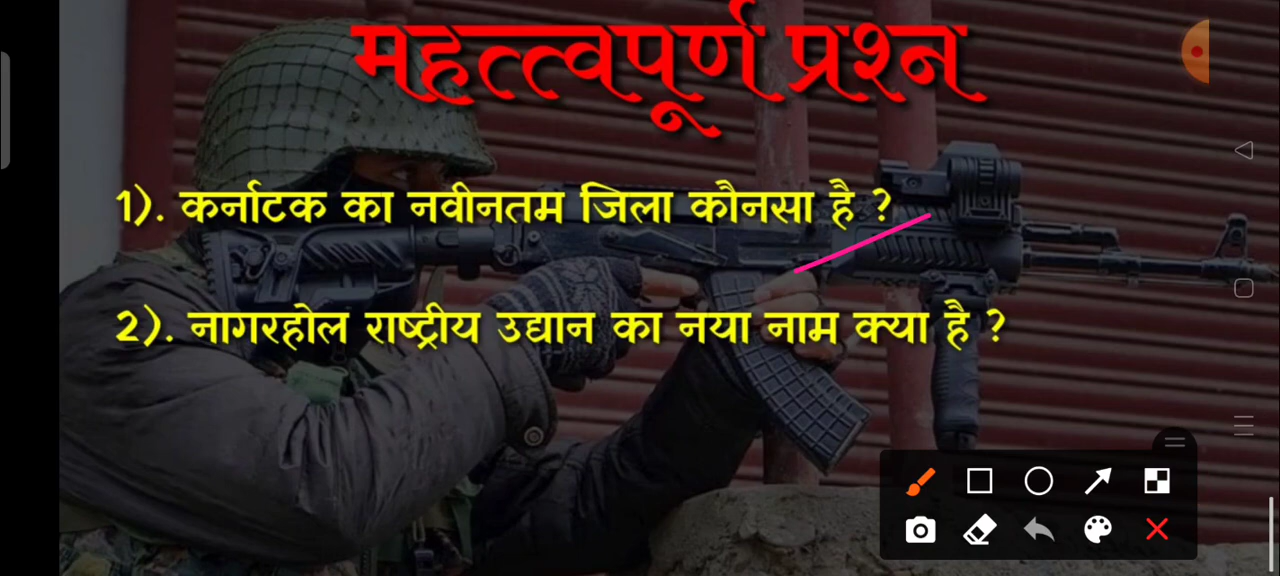 महत्त्वपूर्ण प्रश्न
1). कर्नाटक का नवीनतम जिला कौनसा है ?
2). नागरहोल राष्ट्रीय उद्यान का नया नाम क्या है ?